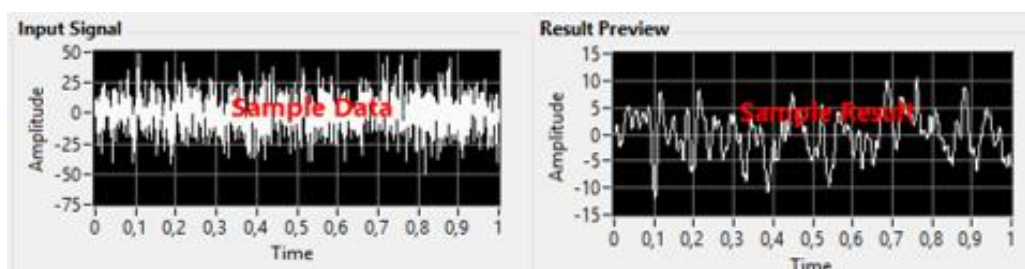 Input Signal
50
25
0
-25
-50
-75
Amplitude
Sample Data
0 0,1 0,2 0,3 0,4 0,5 0,6 0,7 0,8 0,9 1
Time
Result Preview
15
10
5
0
-5
-10
-15
Amplitude
Sample Result
0 0,1 0,2 0,3 0,4 0,5 0,6 0,7 0,8 0,9 1
Time